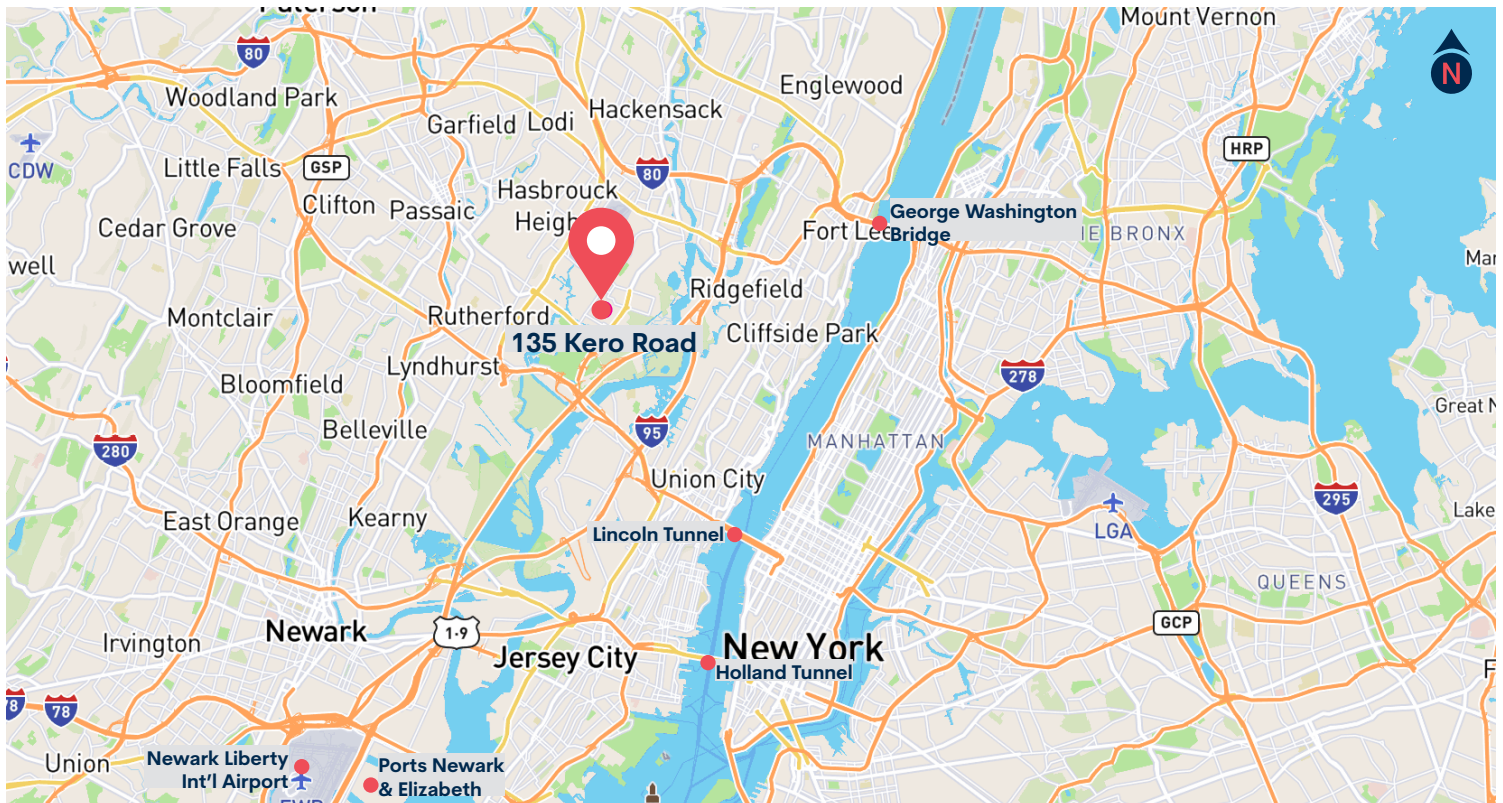 Paterson
Mount Vernon
80
N
Englewood
Woodland Park
Hackensack
Garfield
Lodi
CDW
Little Falls
GSP
80
HRP
Hasbrouck
Heigh
Clifton
Passaic
George Washington
Bridge
Cedar Grove
Fort Lee
E BRONX
well
Mar
Ridgefield
Montclair
Rutherford
Cliffside Park
135 Kero Road
Lyndhurst
278
Bloomfield
Great N
Belleville
95
MANHATTAN
280
Union City
295
East Orange
Kearny
Lake
Lincoln Tunnel
LGA
QUEENS
Irvington
Newark
1·9
GCP
New York
Jersey City
Holland Tunnel
F
78
78
Union
Newark Liberty
Int'l Airport
Ports Newark
& Elizabeth
EWR